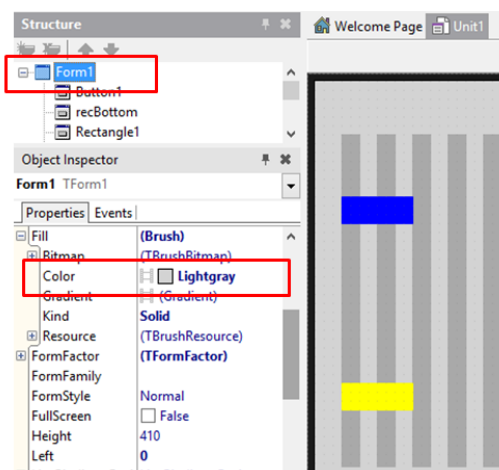 Structure
Form1
Button1
recBottom
Rectangle1
Object Inspector
Form1 TForm1
Properties Events
Fill (Brush)
Bitmap (TBrushBitmap)
Color Lightgray
Gradient (Gradient)
Kind Solid
Resource (TBrushResource)
FormFactor (TFormFactor)
FormFamily
FormStyle Normal
FullScreen False
Height 410
Left 0
Welcome Page Unit1